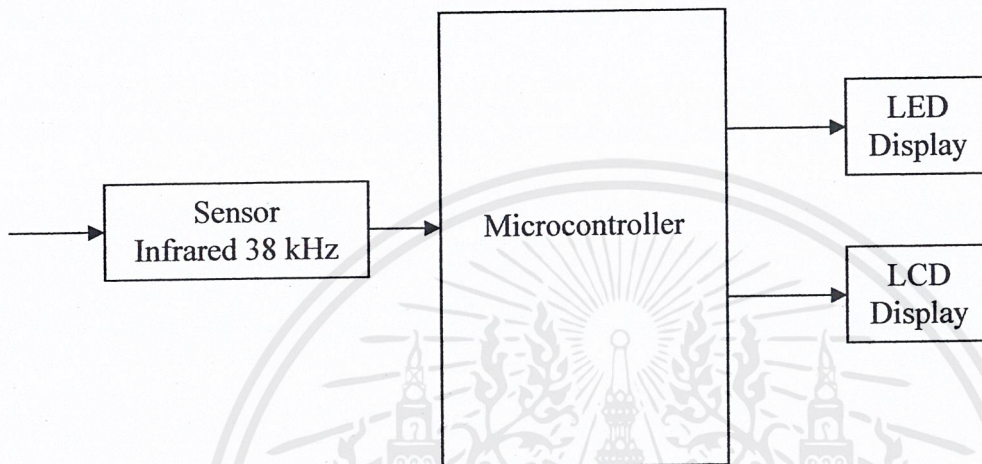 Sensor
Infrared 38 kHz
Microcontroller
LED
Display
LCD
Display